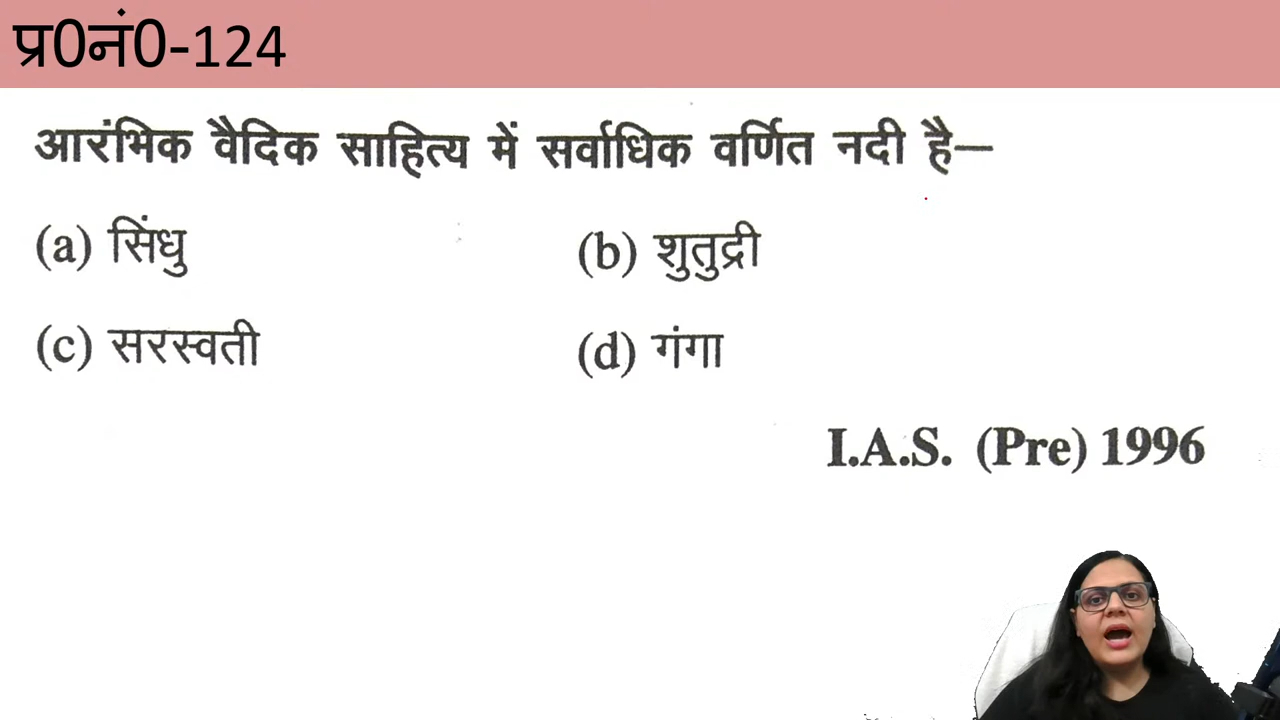 प्र0नं0-124
आरंभिक वैदिक साहित्य में सर्वाधिक वर्णित नदी है—
(a) सिंधु (b) शुतुद्री
(c) सरस्वती (d) गंगा
I.A.S. (Pre) 1996